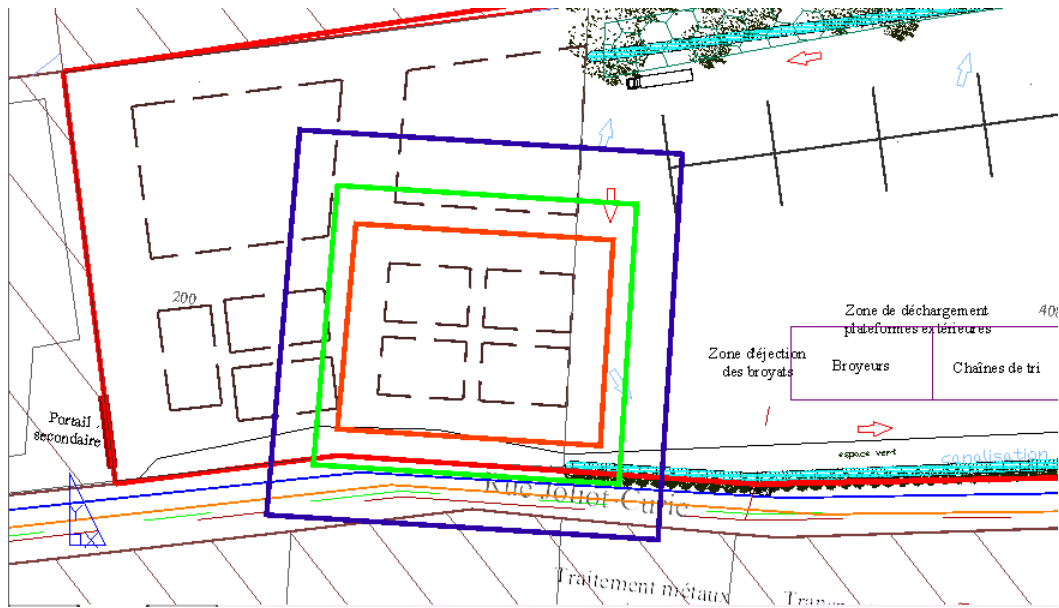 200
Zone de déchargement
plateformes extérieures
408
Zone d'éjection
des broyats
Broyeurs
Chaînes de tri
Portail
secondaire
espace vert
canalisation
Rue Joliot-Curie
Y
X
Traitement métaux